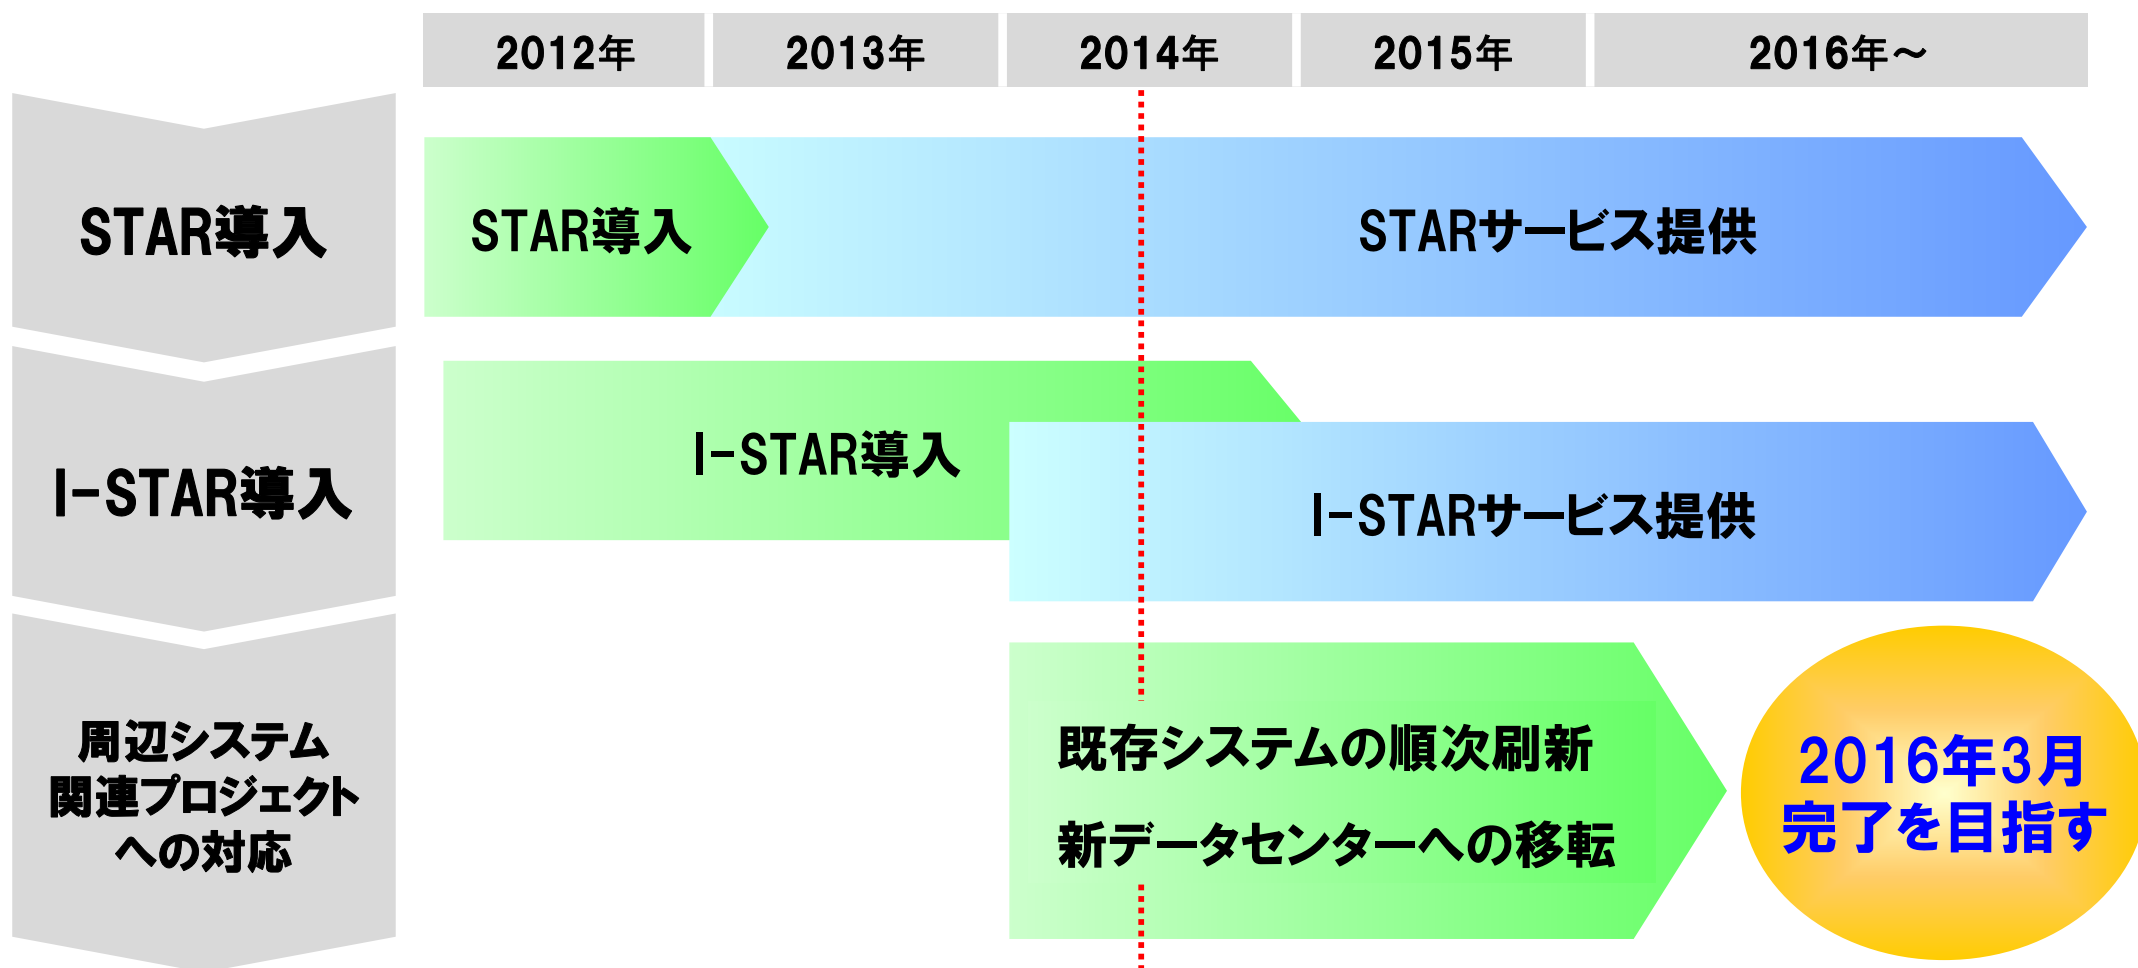 2012年
2013年
2014年
2015年
2016年～
STAR導入
STAR導入
STARサービス提供
I-STAR導入
I-STAR導入
I-STARサービス提供
周辺システム
関連プロジェクト
への対応
既存システムの順次刷新
新データセンターへの移転
2016年3月
完了を目指す